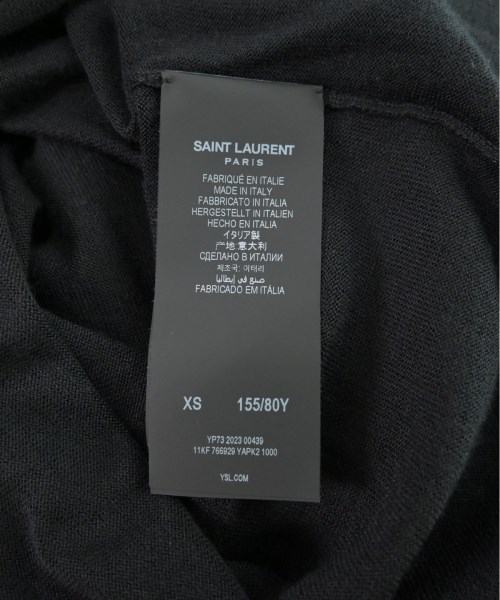 SAINT LAURENT
PARIS
FABRIQUÉ EN ITALIE
MADE IN ITALY
FABBRICATO IN ITALIA
HERGESTELLT IN ITALIEN
HECHO EN ITALIA
イタリア製
产地:意大利
СДЕЛАНО В ИТАЛИИ
제조국: 이태리
صنع في إيطاليا
FABRICADO EM ITÁLIA
XS 155/80Y
YP73 2023 00439
11KF 766929 YAPK2 1000
YSL.COM